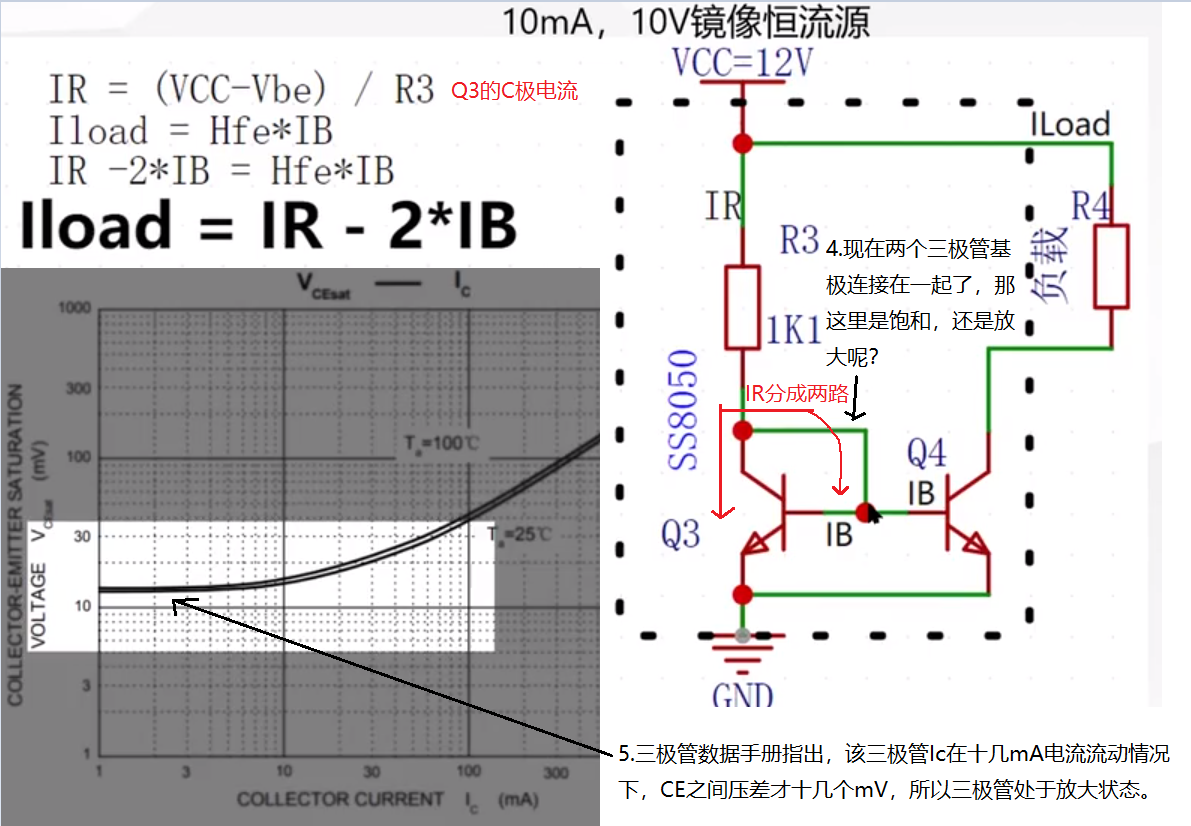 10mA，10V镜像恒流源
IR = (VCC-Vbe) / R3 Q3的C极电流
Iload = Hfe*IB
IR -2*IB = Hfe*IB
Iload = IR - 2*IB
VCC=12V
ILoad
IR
R3
1K1
R4
负载
4.现在两个三极管基
极连接在一起了，那
这里是饱和，还是放
大呢?
SS8050
IR分成两路
Q3
IB
IB
Q4
GND
VCEsat — IC
COLLECTOR-EMITTER SATURATION
VOLTAGE VCEsat (mV)
1000
300
100
30
10
3
1
Ta=100℃
Ta=25℃
1 3 10 30 100 300
COLLECTOR CURRENT IC (mA)
5.三极管数据手册指出，该三极管Ic在十几mA电流流动情况
下，CE之间压差才十几个mV，所以三极管处于放大状态。